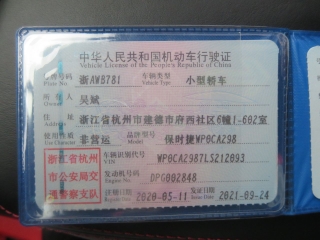 中华人民共和国机动车行驶证
Vehicle License of the People's Republic of China
号牌号码 浙AWB781 车辆类型 小型轿车
Plate No. Vehicle Type
所有人 吴斌
Owner
住址 浙江省杭州市建德市府西社区6幢1-602室
Address
使用性质 非营运 品牌型号 保时捷WP0CA298
Use Character Model
浙江省杭州市公安局交通警察支队
车辆识别代号 WP0CA2987LS212093
VIN
发动机号码 DPG002848
Engine No.
注册日期 2020-05-11 发证日期 2021-09-24
Register Date Issue Date